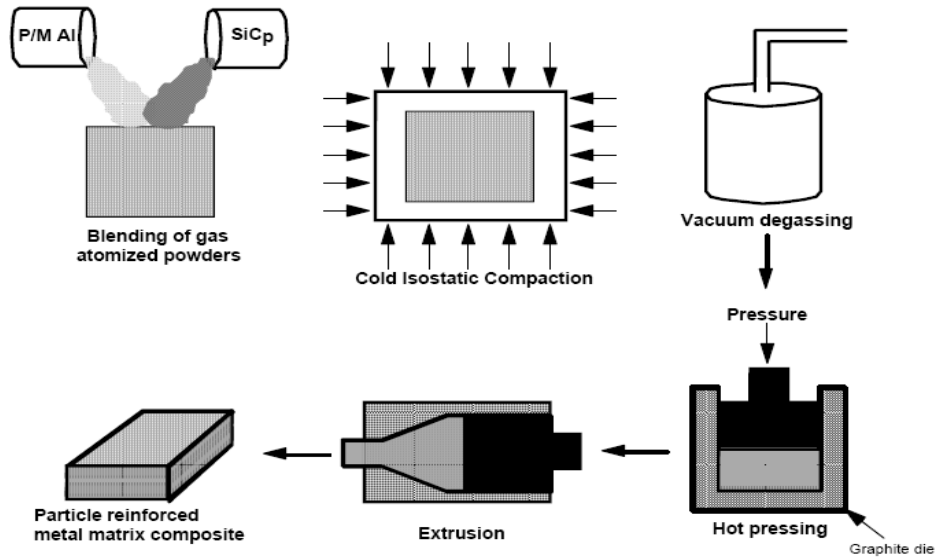 P/M Al
SiCp
Blending of gas
atomized powders
Cold Isostatic Compaction
Vacuum degassing
Pressure
Particle reinforced
metal matrix composite
Extrusion
Hot pressing
Graphite die